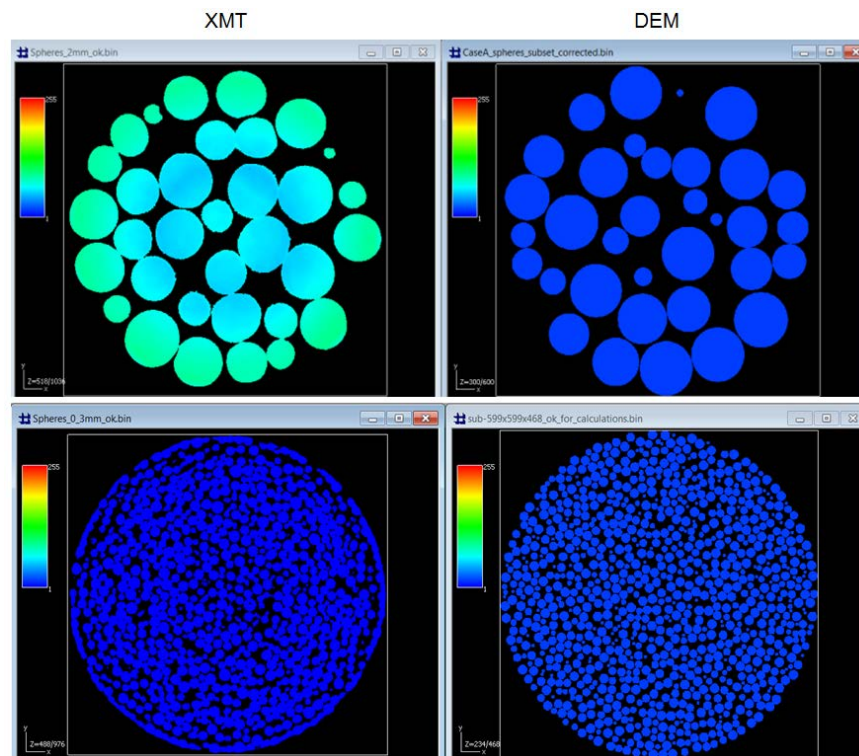 XMT
DEM
Spheres_2mm_ok.bin
CaseA_spheres_subset_corrected.bin
255
1
y
Z=518/1036
x
255
1
y
Z=300/600
x
Spheres_0_3mm_ok.bin
sub-599x599x468_ok_for_calculations.bin
255
1
y
Z=488/976
x
255
1
y
Z=234/468
x